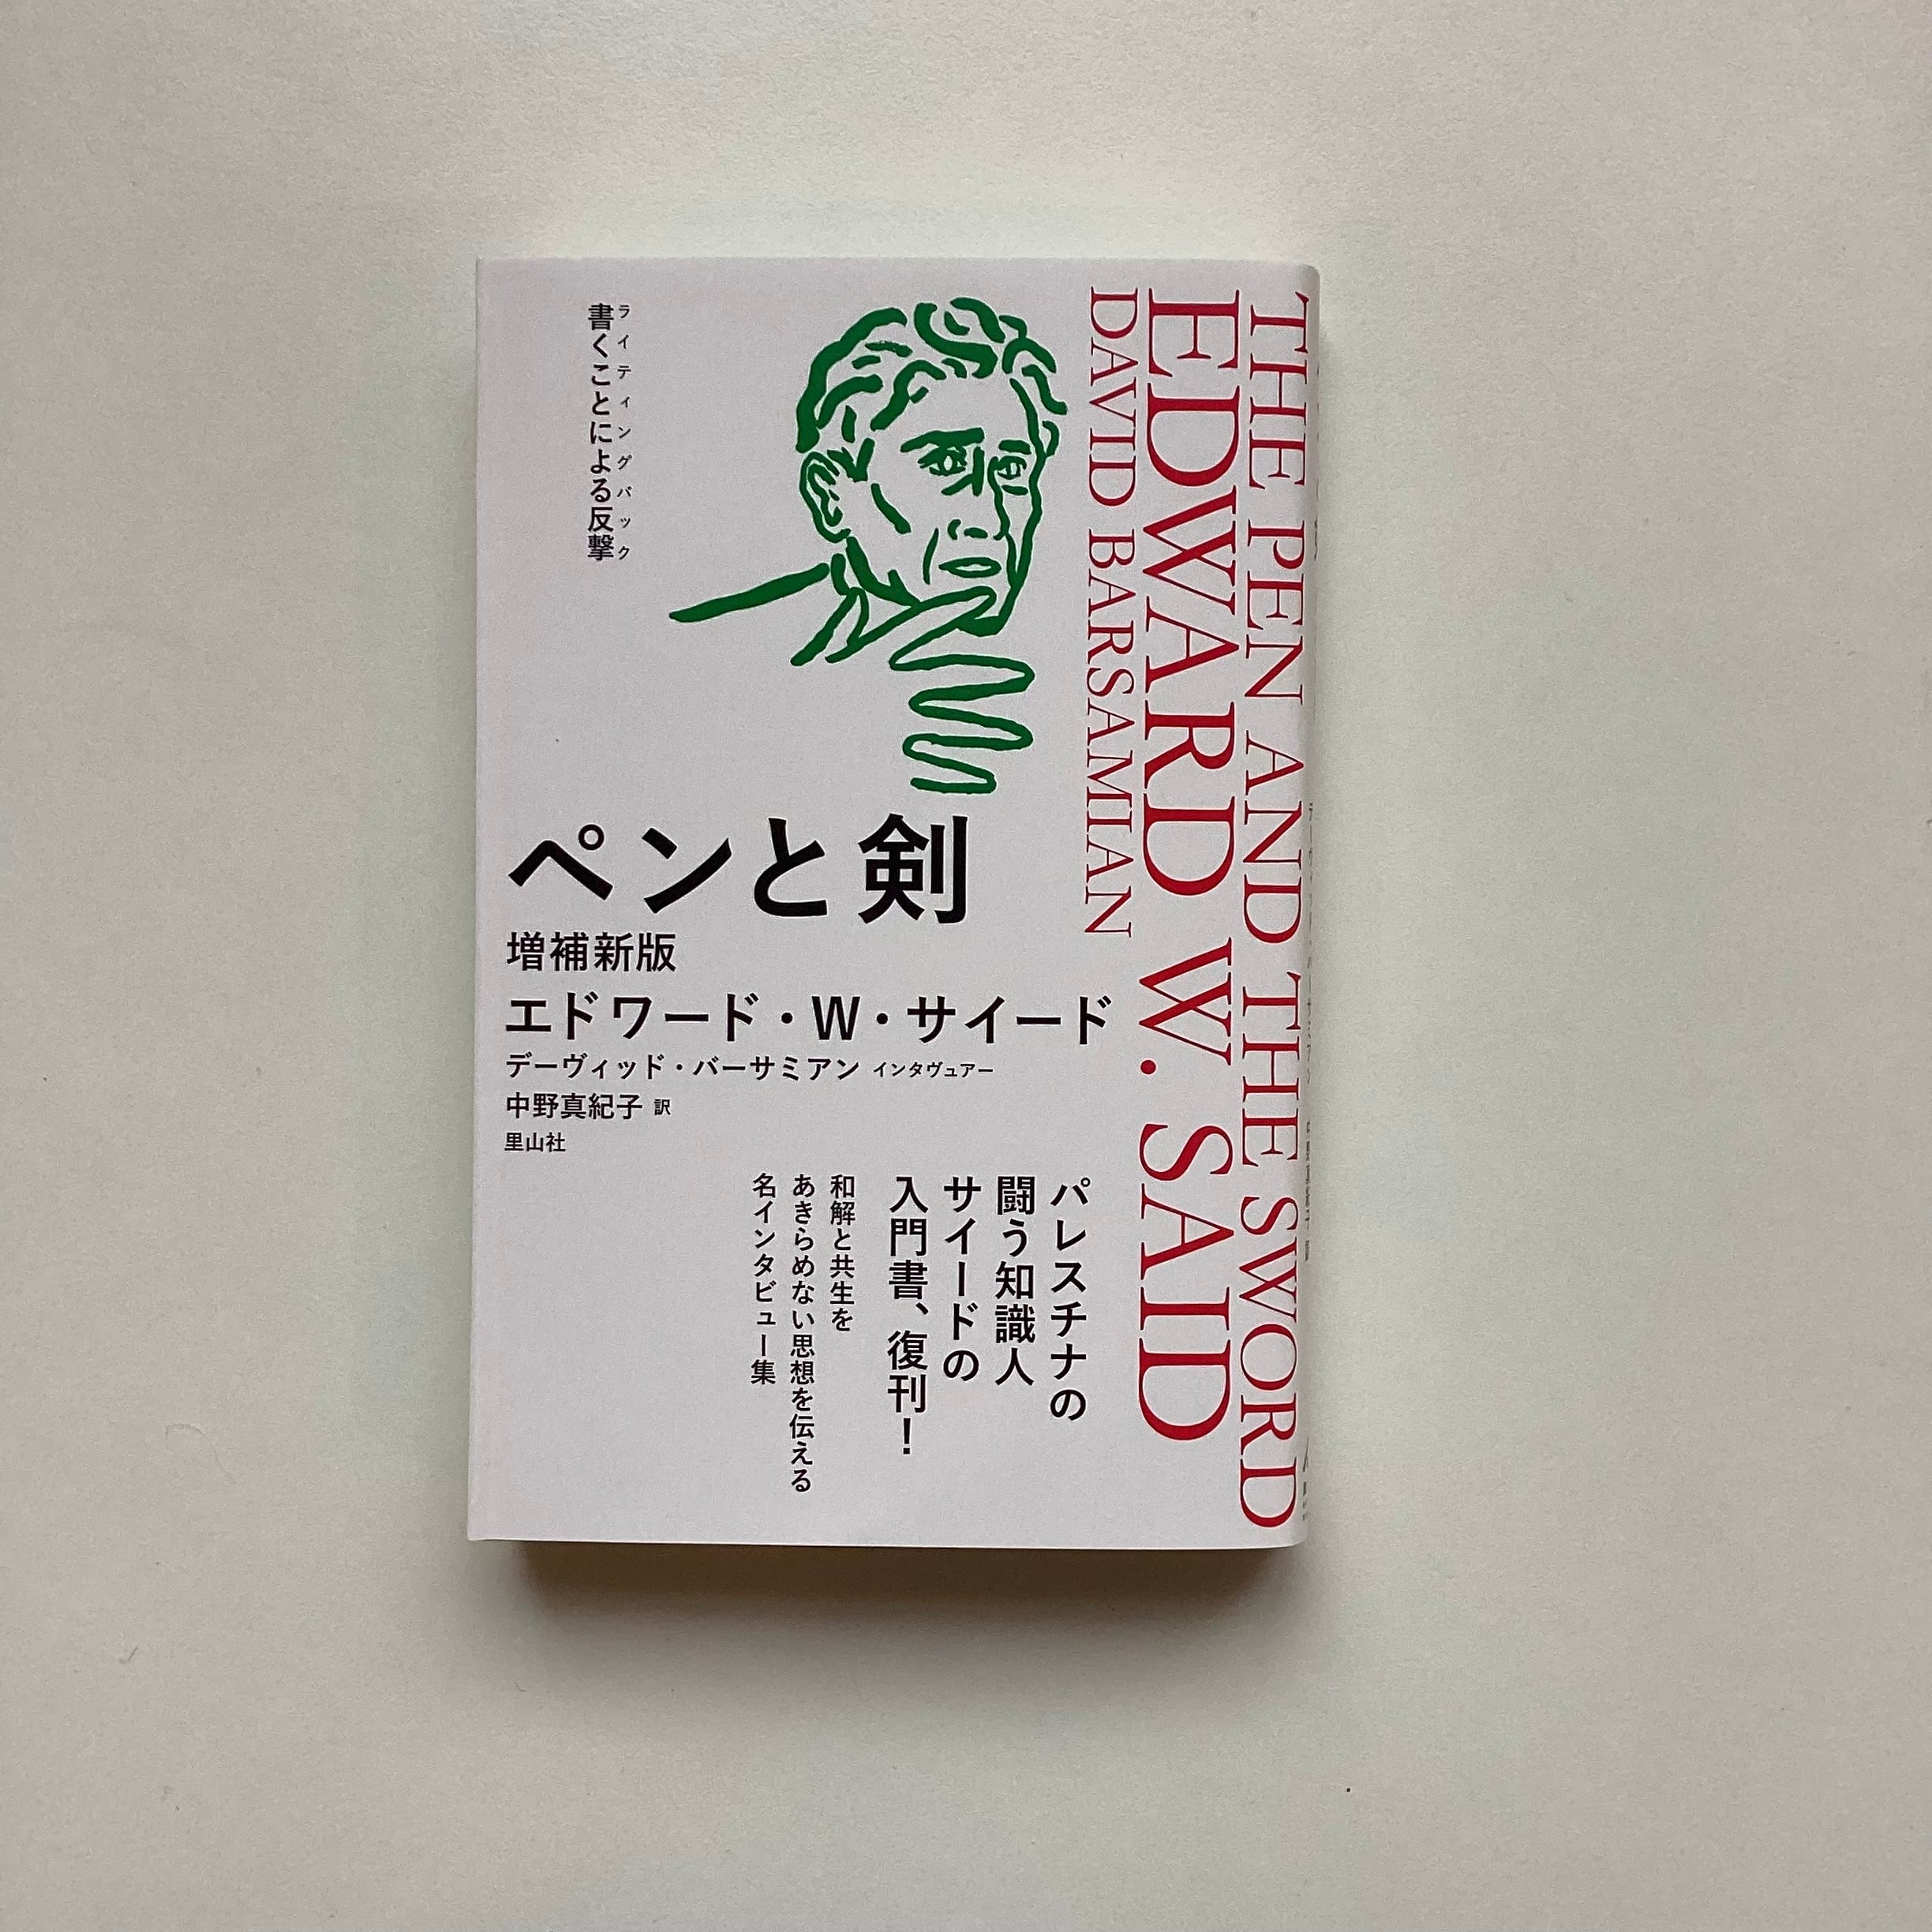 THE PEN AND THE SWORD
EDWARD W. SAID
DAVID BARSAMIAN
書くことによる反撃
ライティングバック
ペンと剣
増補新版
エドワード・W・サイード
デーヴィッド・バーサミアン インタヴュアー
中野真紀子 訳
里山社
パレスチナの
闘う知識人
サイードの
入門書、復刊！
和解と共生を
あきらめない思想を伝える
名インタビュー集